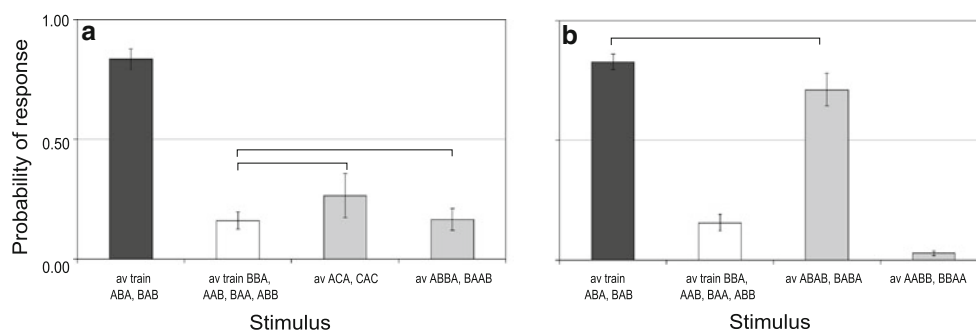 a
b
Probability of response
1.00
0.50
0.00
av train
ABA, BAB
av train BBA,
AAB, BAA, ABB
av ACA, CAC
av ABBA, BAAB
Stimulus
av train
ABA, BAB
av train BBA,
AAB, BAA, ABB
av ABAB, BABA
av AABB, BBAA
Stimulus